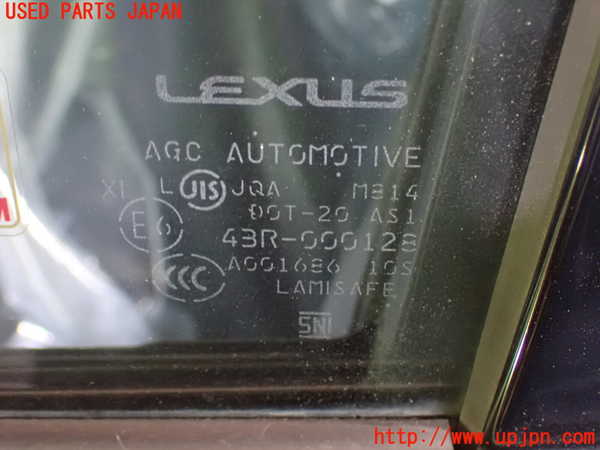 USED PARTS JAPAN
LEXUS
AGC AUTOMOTIVE
XI L JIS JQA M814
DOT-20 AS1
E6 43R-000128
CCC A001686 10S
LAMISAFE
SNI
http://www.upjpn.com/